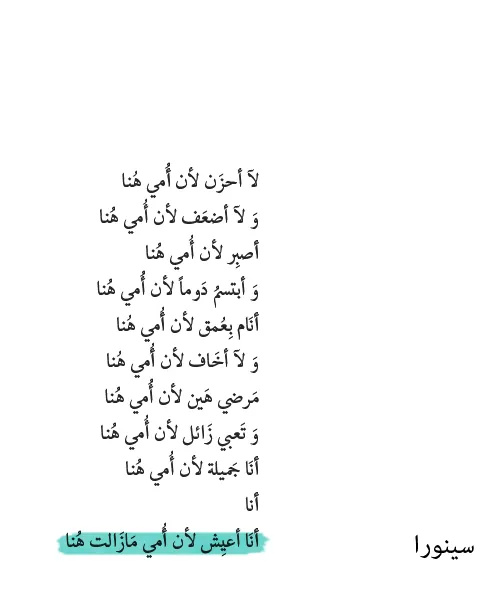 لآ أحزَن لأن أُمي هُنا
وَ لآ أضعَف لأن أُمي هُنا
أصبِر لأن أُمي هُنا
وَ أبتسمُ دَوماً لأن أُمي هُنا
أنَام بِعُمق لأن أُمي هُنا
وَ لآ أخَاف لأن أُمي هُنا
مَرضي هَين لأن أُمي هُنا
وَ تَعبي زَائل لأن أُمي هُنا
أنَا جَميلة لأن أُمي هُنا
أنا
أنَا أعيِش لأن أُمي مَازَالت هُنا
سينورا